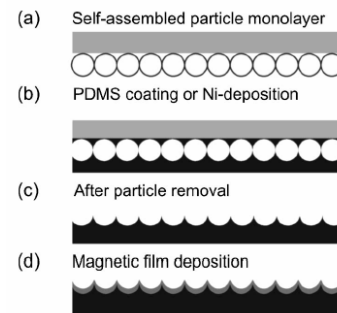 (a) Self-assembled particle monolayer
(b) PDMS coating or Ni-deposition
(c) After particle removal
(d) Magnetic film deposition